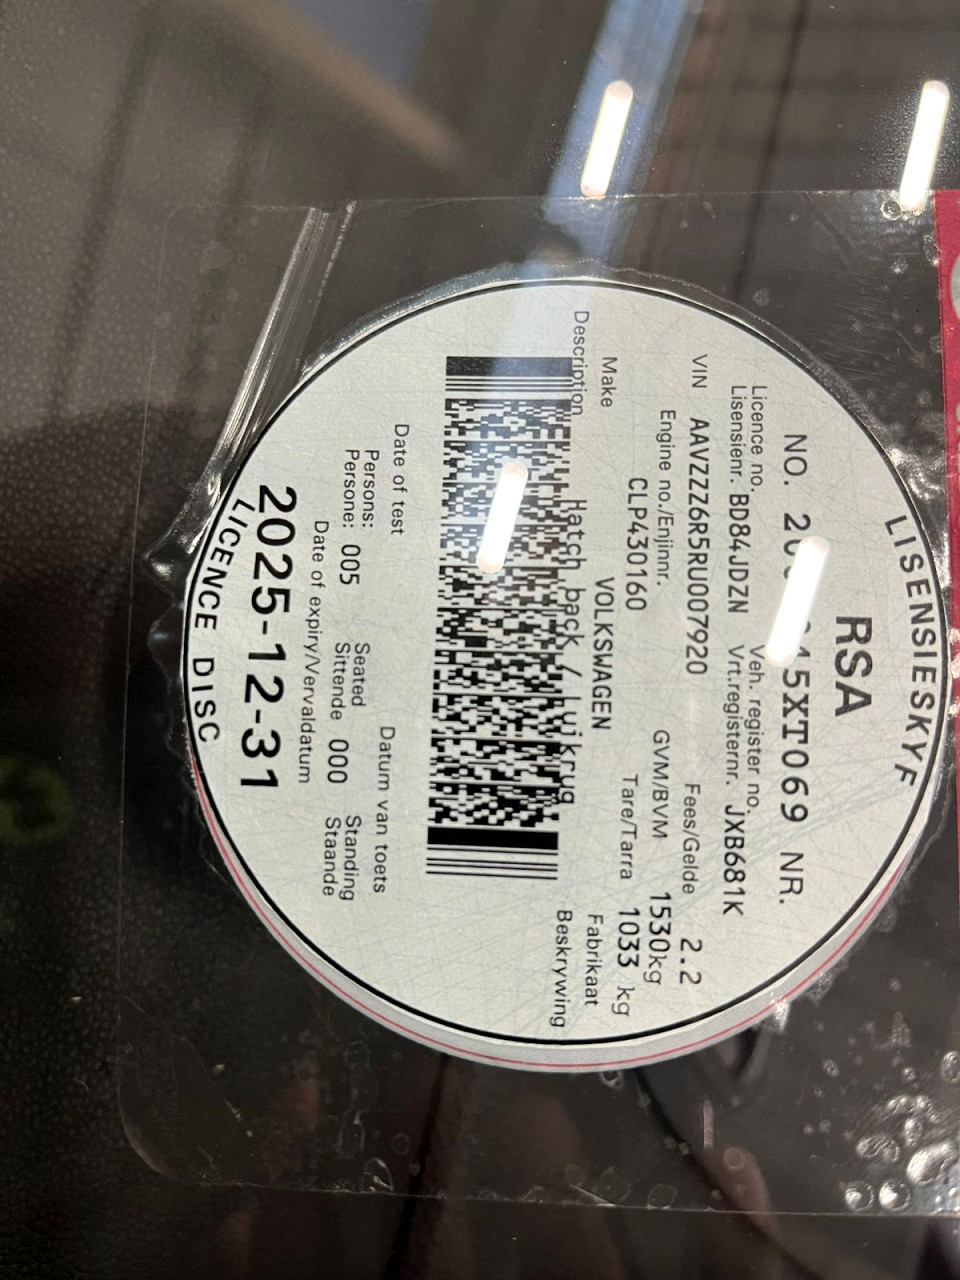 LISENSIESKYF
RSA
NO. 15XT069 NR.
Licence no. Veh. register no.
Lisensienr. BD84JDZN Vrt.registernr. JXB681K
VIN AAVZZZ6R5RU007920 Fees/Gelde 2.2
Engine no./Enjinnr. GVM/BVM 1530kg
CLP430160 Tare/Tarra 1033 kg
Make VOLKSWAGEN Fabrikaat
Description Hatch back / Luikrug Beskrywing
Date of test Datum van toets
Persons: Seated Standing
Persone: 005 Sittende 000 Staande
Date of expiry/Vervaldatum
2025-12-31
LICENCE DISC